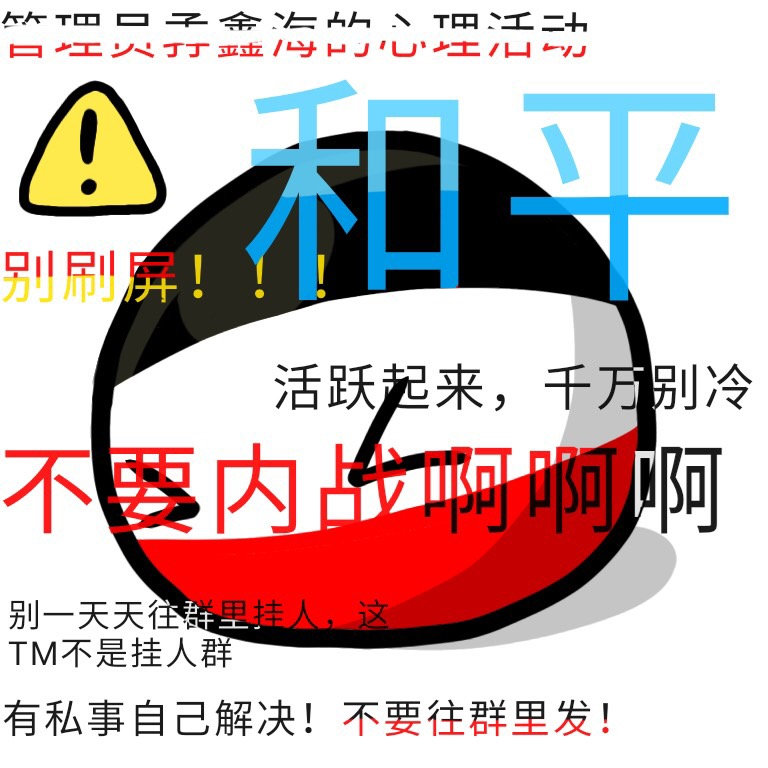 管理员孟鑫海的心理活动
和平
别刷屏！！！
活跃起来，千万别冷
不要内战啊啊啊
别一天天往群里挂人，这
TM不是挂人群
有私事自己解决！不要往群里发！